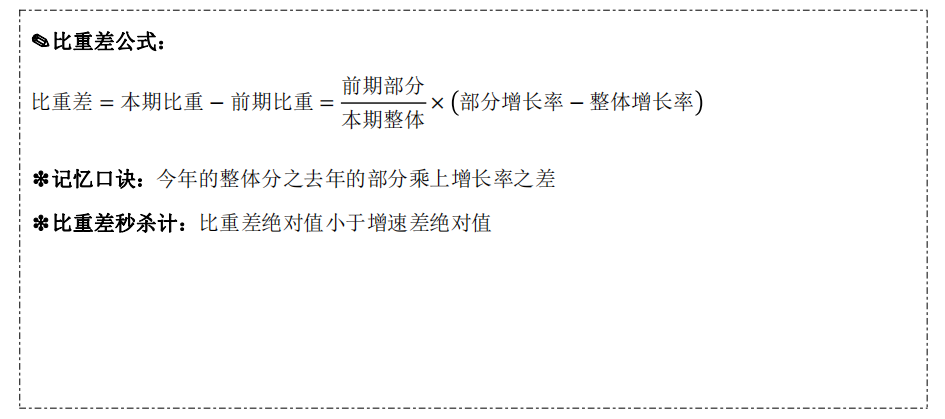 ✎比重差公式：
比重差 = 本期比重 − 前期比重 = 前期部分/本期整体 × (部分增长率 − 整体增长率)
❇记忆口诀：今年的整体分之去年的部分乘上增长率之差
❇比重差秒杀计：比重差绝对值小于增速差绝对值